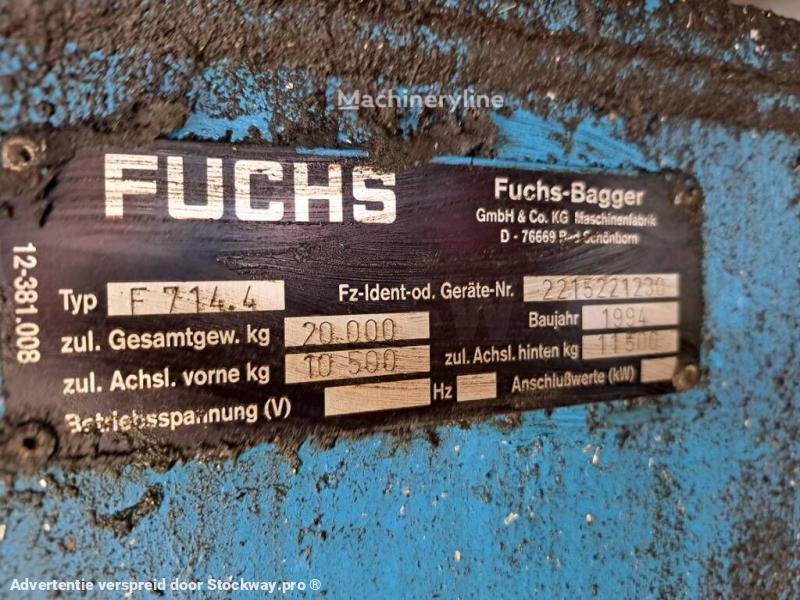 Machineryline
FUCHS
Fuchs-Bagger
GmbH & Co. KG Maschinenfabrik
D - 76669 Bad Schönborn
12-381.008
Typ F 714.4
Fz-Ident-od. Geräte-Nr. 2215221230
zul. Gesamtgew. kg 20.000
Baujahr 1994
zul. Achsl. vorne kg 10 500
zul. Achsl. hinten kg 11500
Betriebsspannung (V) Hz
Anschlußwerte (kW)
Advertentie verspreid door Stockway.pro ®